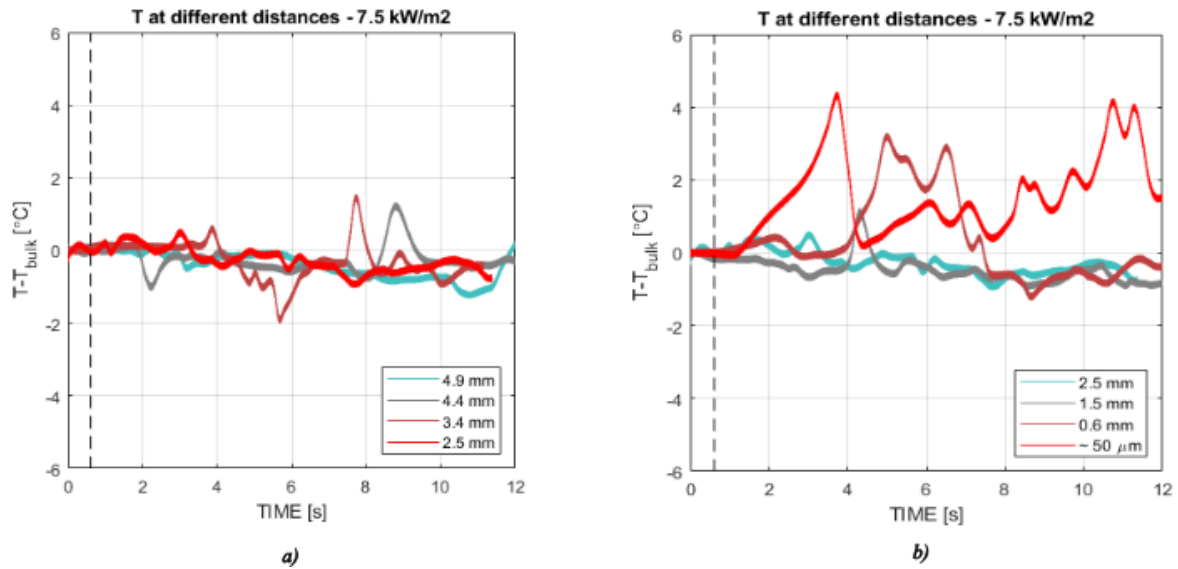 T at different distances - 7.5 kW/m2
6
4
2
0
-2
-4
-6
T-T_bulk [°C]
0 2 4 6 8 10 12
TIME [s]
4.9 mm
4.4 mm
3.4 mm
2.5 mm
a)
T at different distances - 7.5 kW/m2
6
4
2
0
-2
-4
-6
T-T_bulk [°C]
0 2 4 6 8 10 12
TIME [s]
2.5 mm
1.5 mm
0.6 mm
~ 50 μm
b)